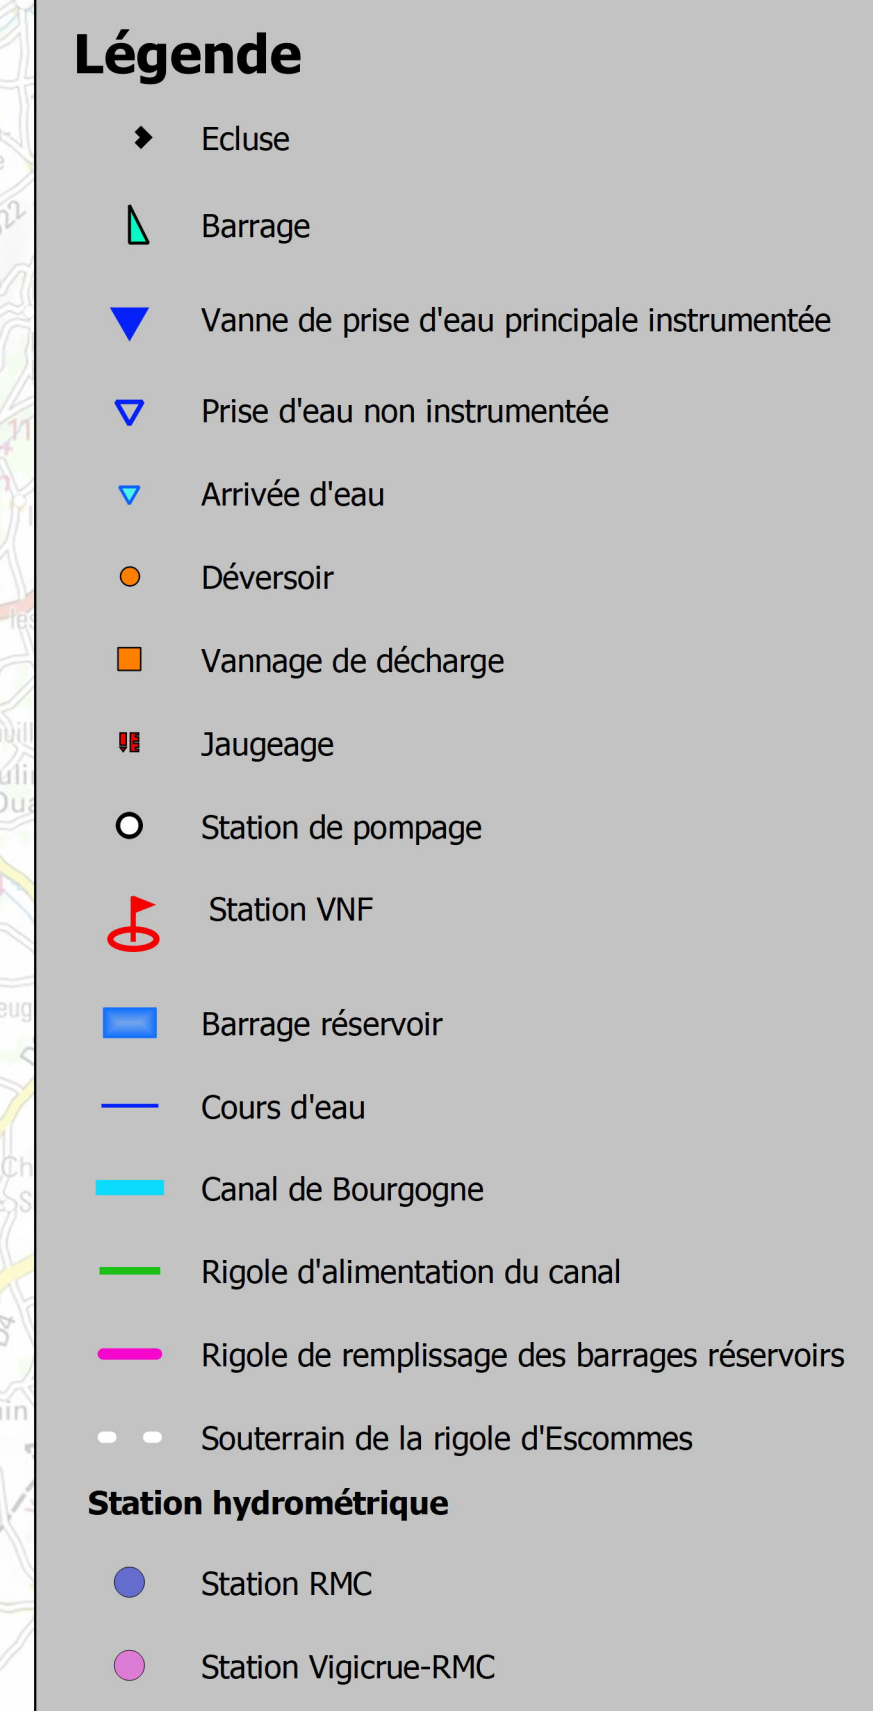 Légende
Ecluse
Barrage
Vanne de prise d'eau principale instrumentée
Prise d'eau non instrumentée
Arrivée d'eau
Déversoir
Vannage de décharge
Jaugeage
Station de pompage
Station VNF
Barrage réservoir
Cours d'eau
Canal de Bourgogne
Rigole d'alimentation du canal
Rigole de remplissage des barrages réservoirs
Souterrain de la rigole d'Escommes
Station hydrométrique
Station RMC
Station Vigicrue-RMC